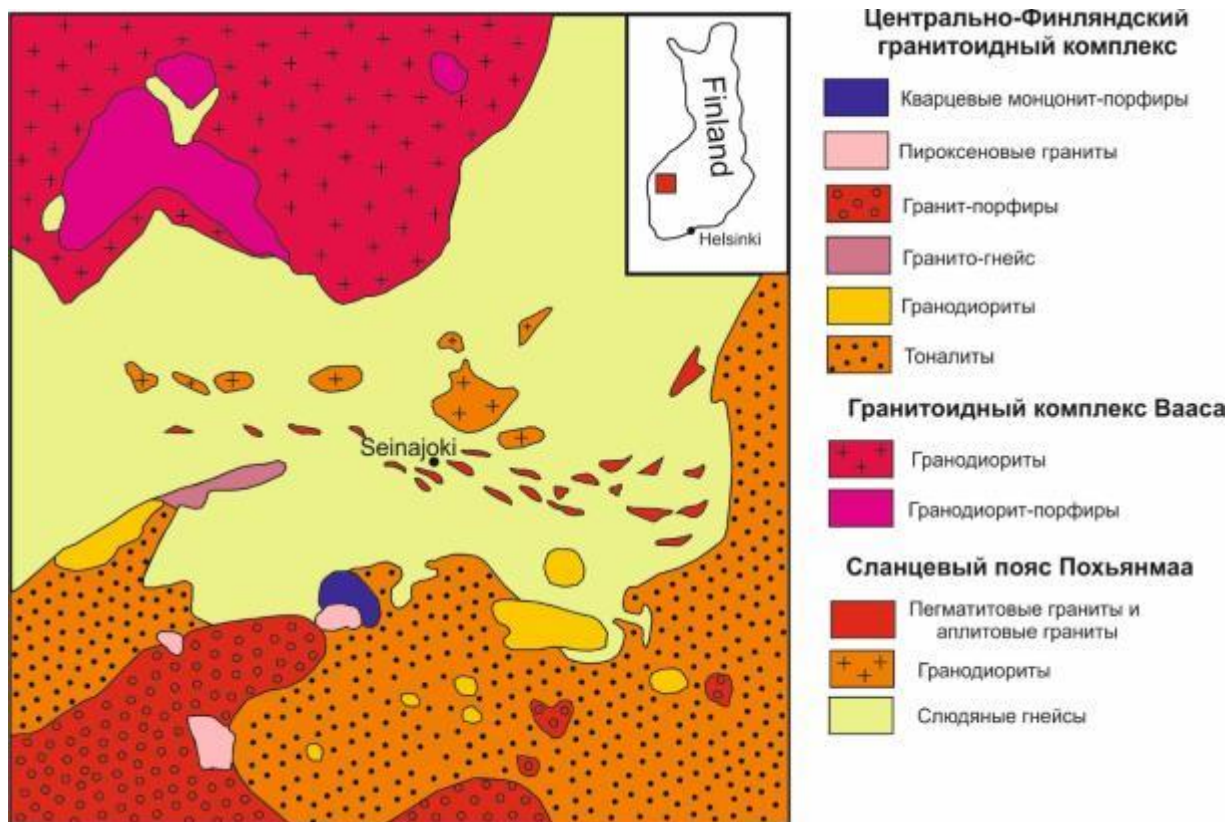 Finland
Helsinki
Seinajoki
Центрально-Финляндский
гранитоидный комплекс
Кварцевые монцонит-порфиры
Пироксеновые граниты
Гранит-порфиры
Гранито-гнейс
Гранодиориты
Тоналиты
Гранитоидный комплекс Вааса
Гранодиориты
Гранодиорит-порфиры
Сланцевый пояс Похьянмаа
Пегматитовые граниты и
аплитовые граниты
Гранодиориты
Слюдяные гнейсы